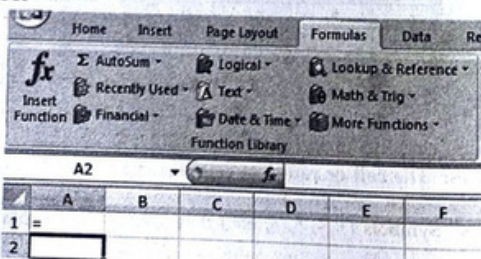 Home Insert Page Layout Formulas Data Re
fx Σ AutoSum Logical Lookup & Reference
Insert Function Recently Used A Text Math & Trig
Financial Date & Time More Functions
Function Library
A2 fx
A B C D E F
1 =
2